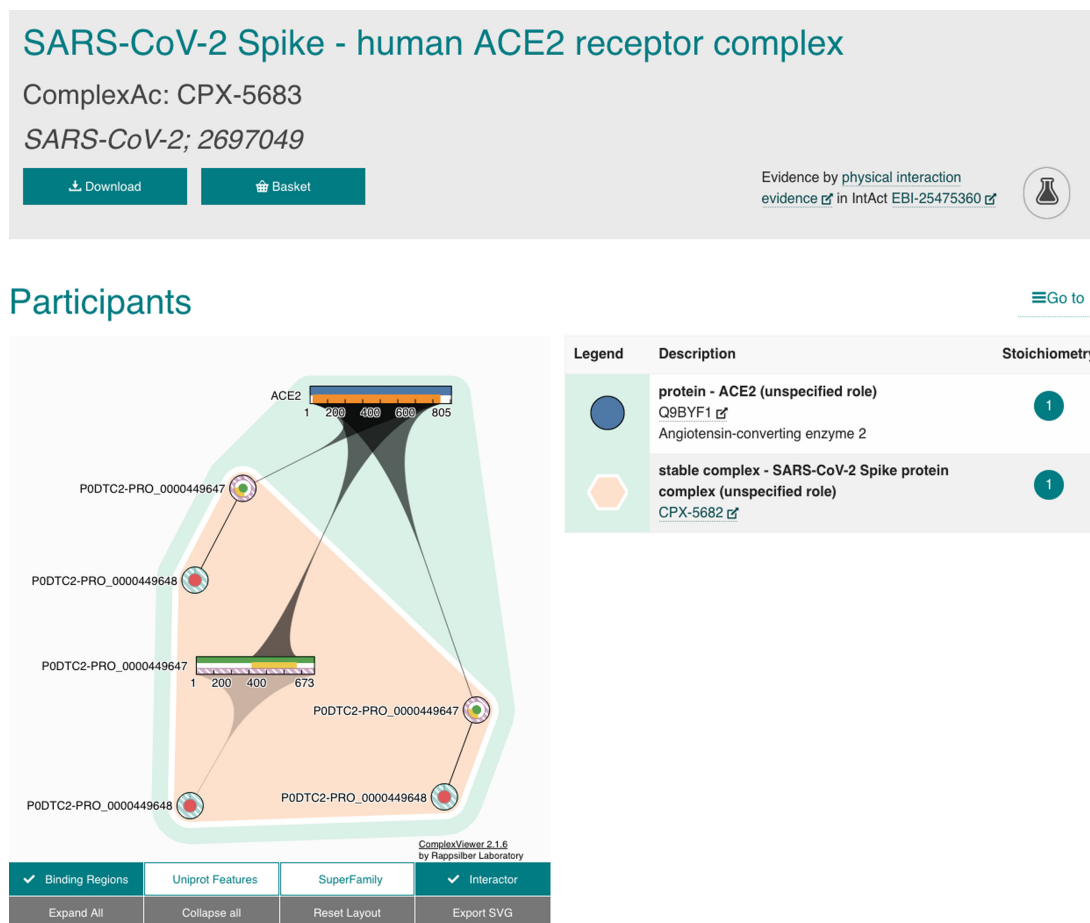 SARS-CoV-2 Spike - human ACE2 receptor complex
ComplexAc: CPX-5683
SARS-CoV-2; 2697049
Download
Basket
Evidence by physical interaction
evidence in IntAct EBI-25475360
Participants
Go to
ACE2
1 200 400 600 805
P0DTC2-PRO_0000449647
P0DTC2-PRO_0000449648
P0DTC2-PRO_0000449647
1 200 400 673
P0DTC2-PRO_0000449647
P0DTC2-PRO_0000449648
P0DTC2-PRO_0000449648
ComplexViewer 2.1.6
by Rappsilber Laboratory
Binding Regions
Uniprot Features
SuperFamily
Interactor
Expand All
Collapse all
Reset Layout
Export SVG
Legend Description Stoichiometry
protein - ACE2 (unspecified role)
Q9BYF1
Angiotensin-converting enzyme 2
1
stable complex - SARS-CoV-2 Spike protein
complex (unspecified role)
CPX-5682
1